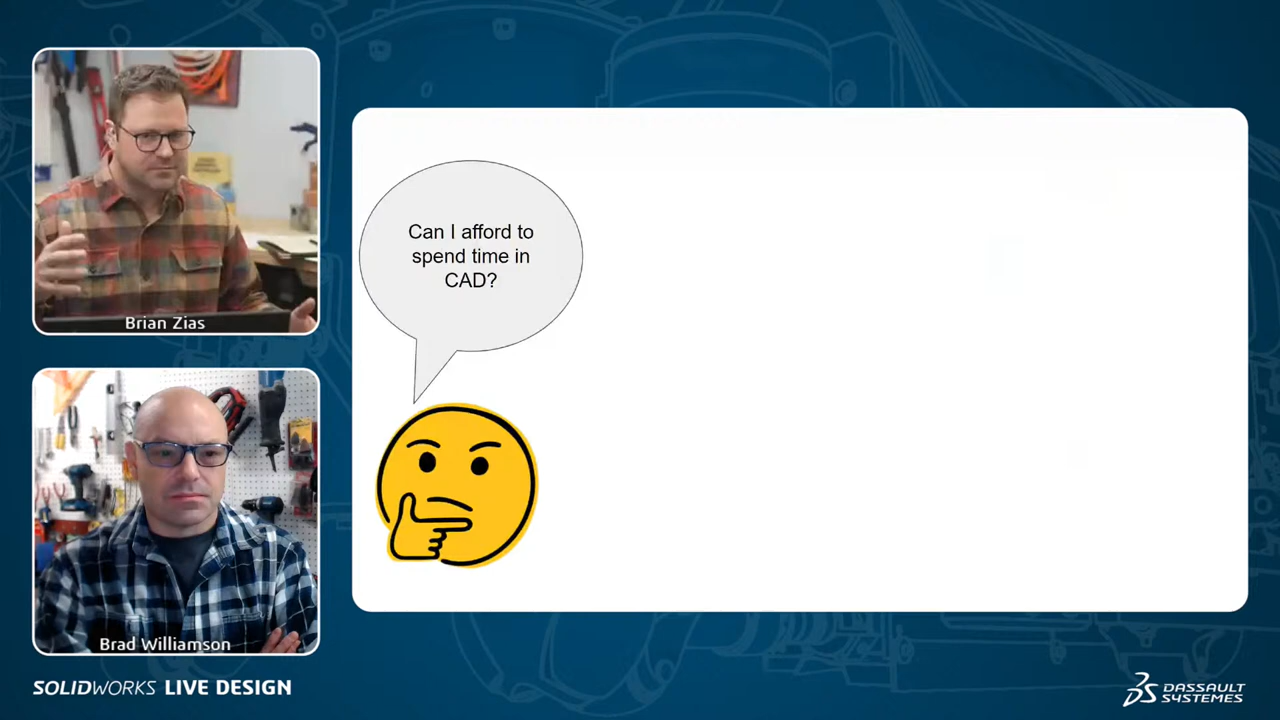 Brian Zias
Can I afford to
spend time in
CAD?
Brad Williamson
SOLIDWORKS LIVE DESIGN
DASSAULT
SYSTEMES